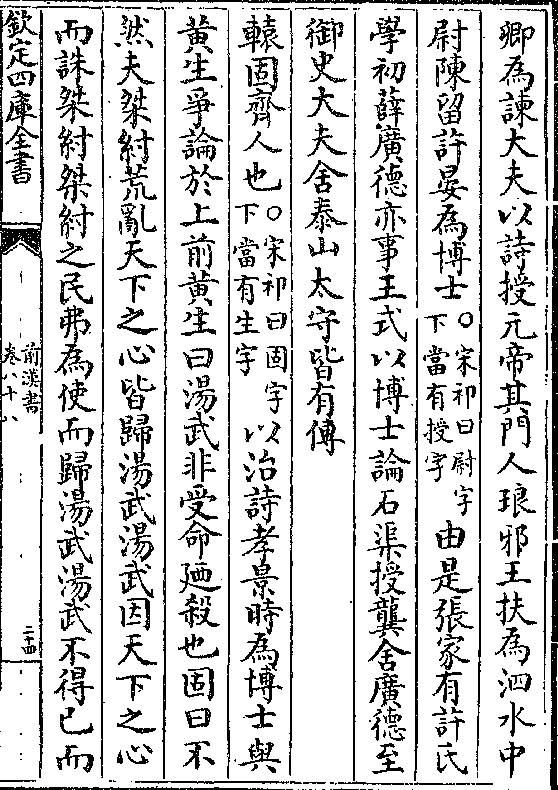 卿為諫大夫以詩授元帝其門人琅邪王扶為泗水中
尉陳留許晏為博士○宋祁曰尉字下當有授字由是張家有許氏
學初薛廣德亦事王式以博士論石渠授龔舍廣德至
御史大夫舍泰山太守皆有傳
轅固齊人也○宋祁曰固字下當有生字以治詩孝景時為博士與
黃生爭論於上前黃生曰湯武非受命廼殺也固曰不
然夫桀紂荒亂天下之心皆歸湯武湯武因天下之心
而誅桀紂桀紂之民弗為使而歸湯武湯武不得已而
欽定四庫全書
前漢書
卷八十八
二十四